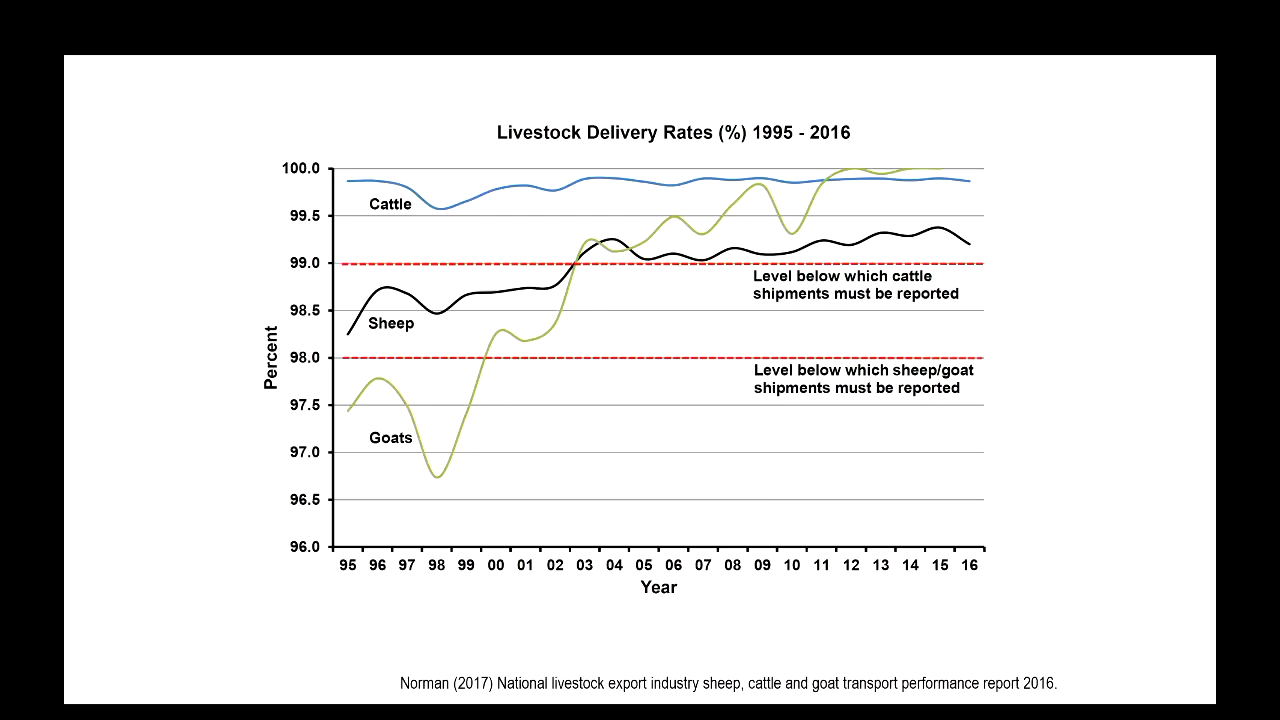 Livestock Delivery Rates (%) 1995 - 2016
100.0
99.5
99.0
98.5
98.0
97.5
97.0
96.5
96.0
Percent
Cattle
Sheep
Goats
Level below which cattle
shipments must be reported
Level below which sheep/goat
shipments must be reported
95 96 97 98 99 00 01 02 03 04 05 06 07 08 09 10 11 12 13 14 15 16
Year
Norman (2017) National livestock export industry sheep, cattle and goat transport performance report 2016.